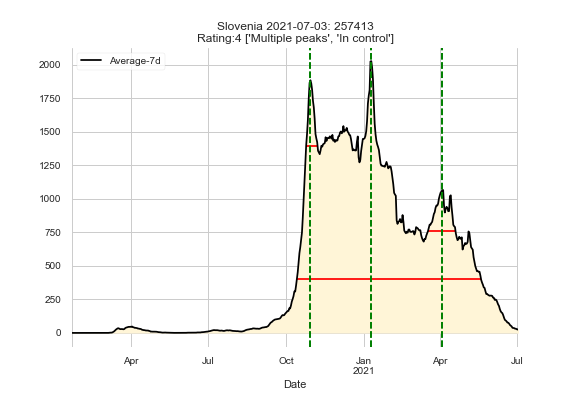 Slovenia 2021-07-03: 257413
Rating:4 ['Multiple peaks', 'In control']
Average-7d
2000
1750
1500
1250
1000
750
500
250
0
Apr
Jul
Oct
Jan
2021
Apr
Jul
Date